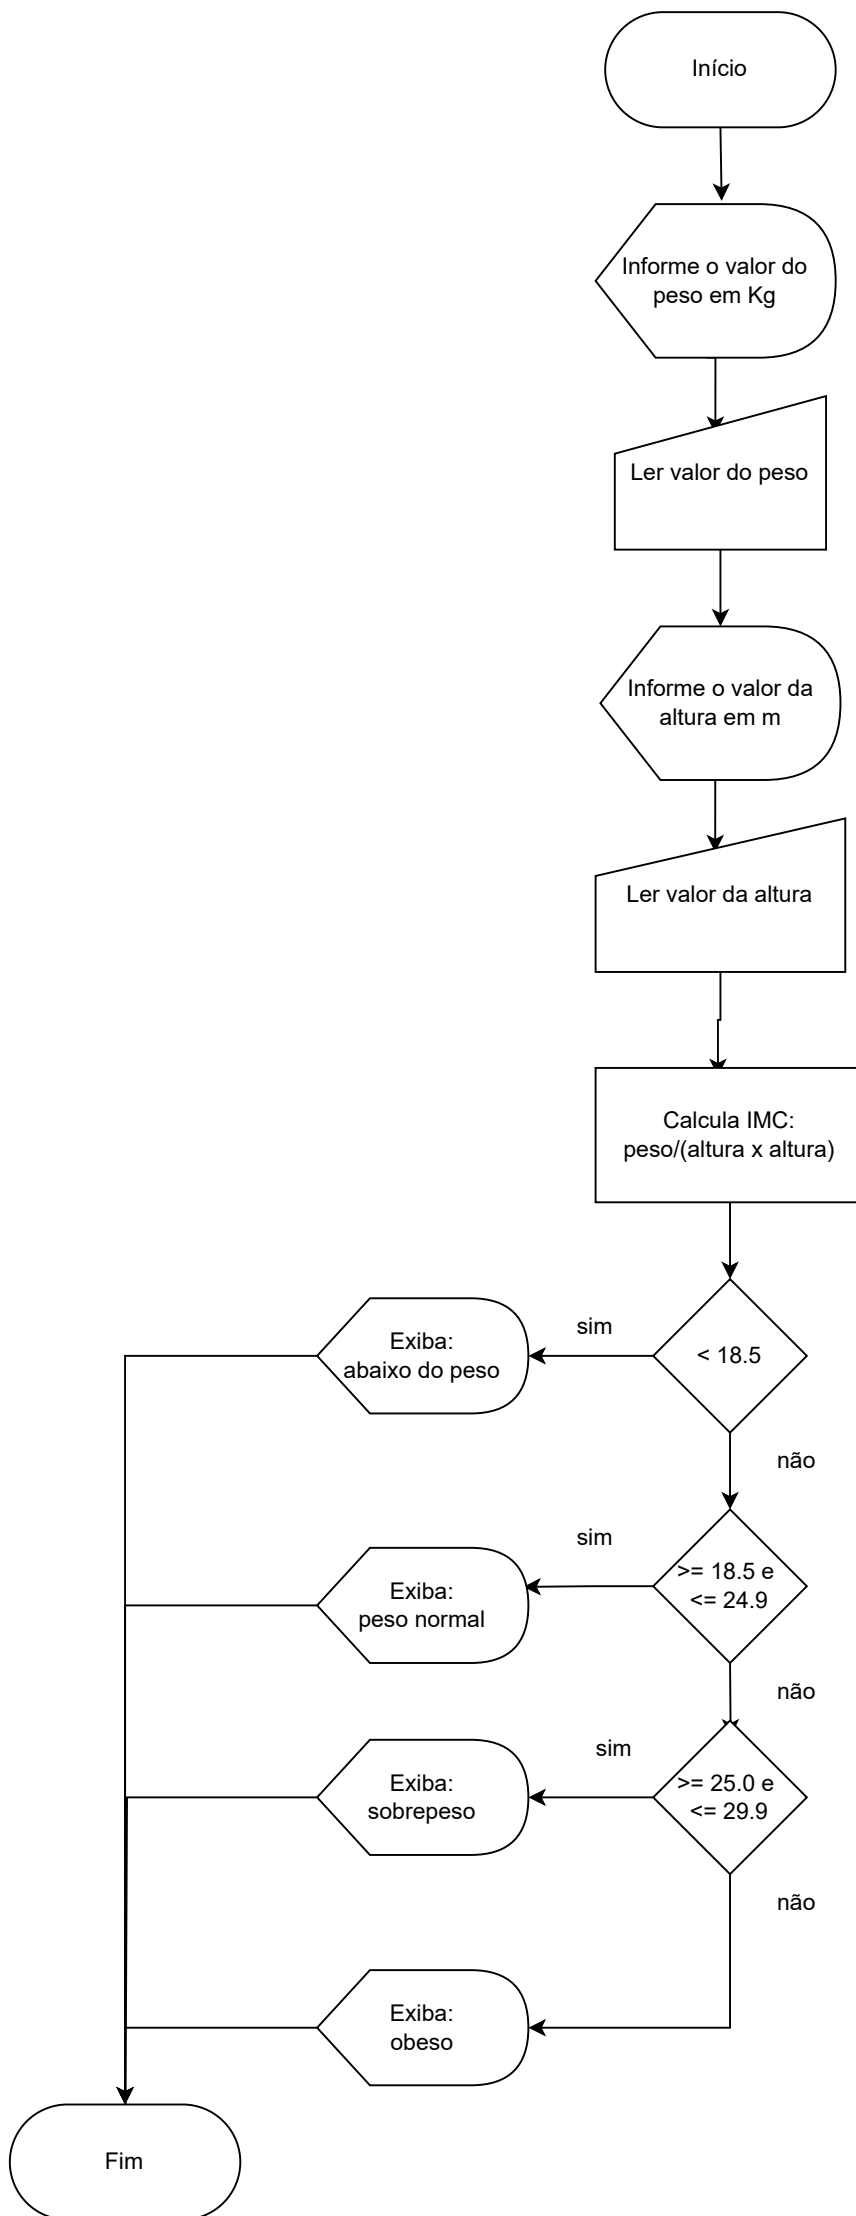 Início
Informe o valor do
peso em Kg
Ler valor do peso
Informe o valor da
altura em m
Ler valor da altura
Calcula IMC:
peso/(altura x altura)
< 18.5
sim
Exiba:
abaixo do peso
não
>= 18.5 e
<= 24.9
sim
Exiba:
peso normal
não
>= 25.0 e
<= 29.9
sim
Exiba:
sobrepeso
não
Exiba:
obeso
Fim